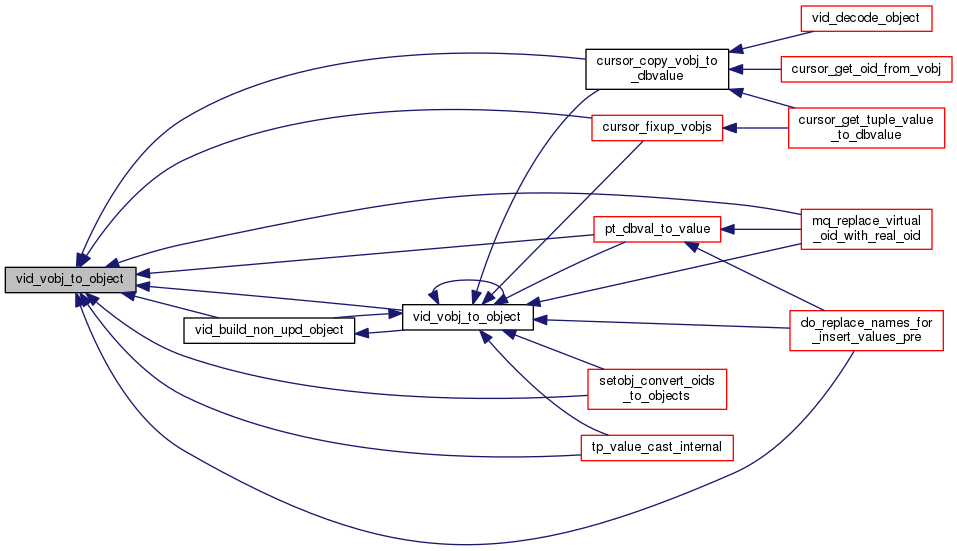 vid_decode_object
cursor_copy_vobj_to
_dbvalue
cursor_get_oid_from_vobj
cursor_get_tuple_value
_to_dbvalue
cursor_fixup_vobjs
mq_replace_virtual
_oid_with_real_oid
pt_dbval_to_value
vid_vobj_to_object
vid_vobj_to_object
vid_build_non_upd_object
do_replace_names_for
_insert_values_pre
setobj_convert_oids
_to_objects
tp_value_cast_internal